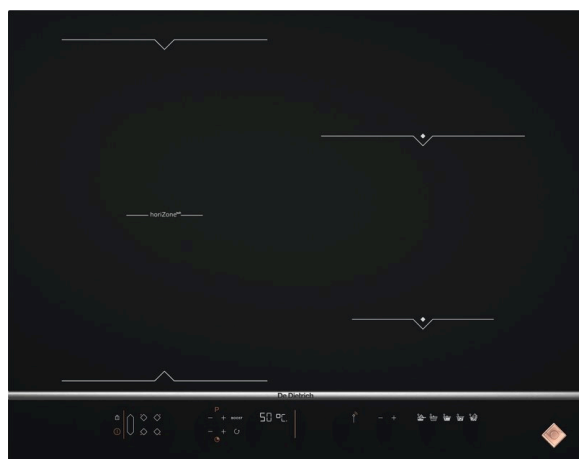 horiZone
De Dietrich
P
- + BOOST 50 °C.
- +
- +